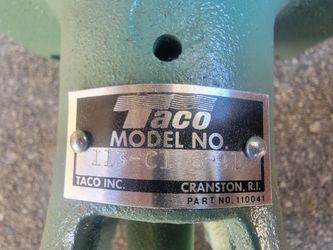 Taco
MODEL NO.
TACO INC. CRANSTON, R.I.
PART NO. 110041